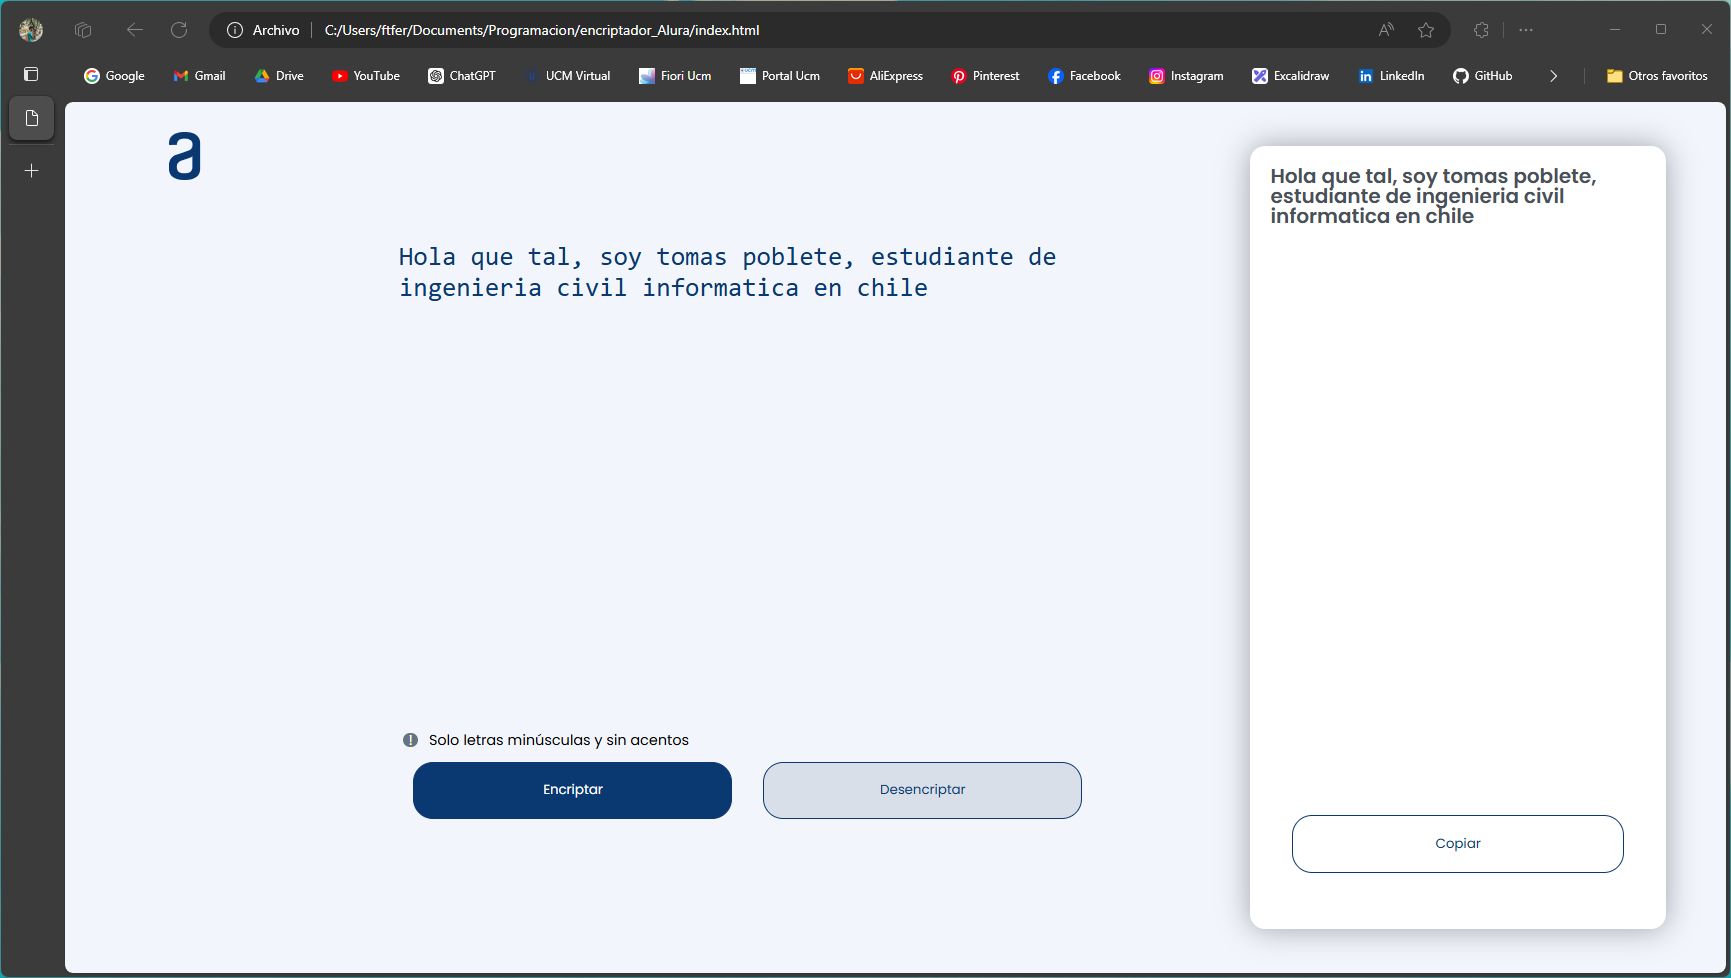 Archivo
C:/Users/ftfer/Documents/Programacion/encriptador_Alura/index.html
Google
Gmail
Drive
YouTube
ChatGPT
UCM Virtual
Fiori Ucm
Portal Ucm
AliExpress
Pinterest
Facebook
Instagram
Excalidraw
LinkedIn
GitHub
Otros favoritos
a
Hola que tal, soy tomas poblete, estudiante de
ingenieria civil informatica en chile
Solo letras minúsculas y sin acentos
Encriptar
Desencriptar
Hola que tal, soy tomas poblete,
estudiante de ingenieria civil
informatica en chile
Copiar